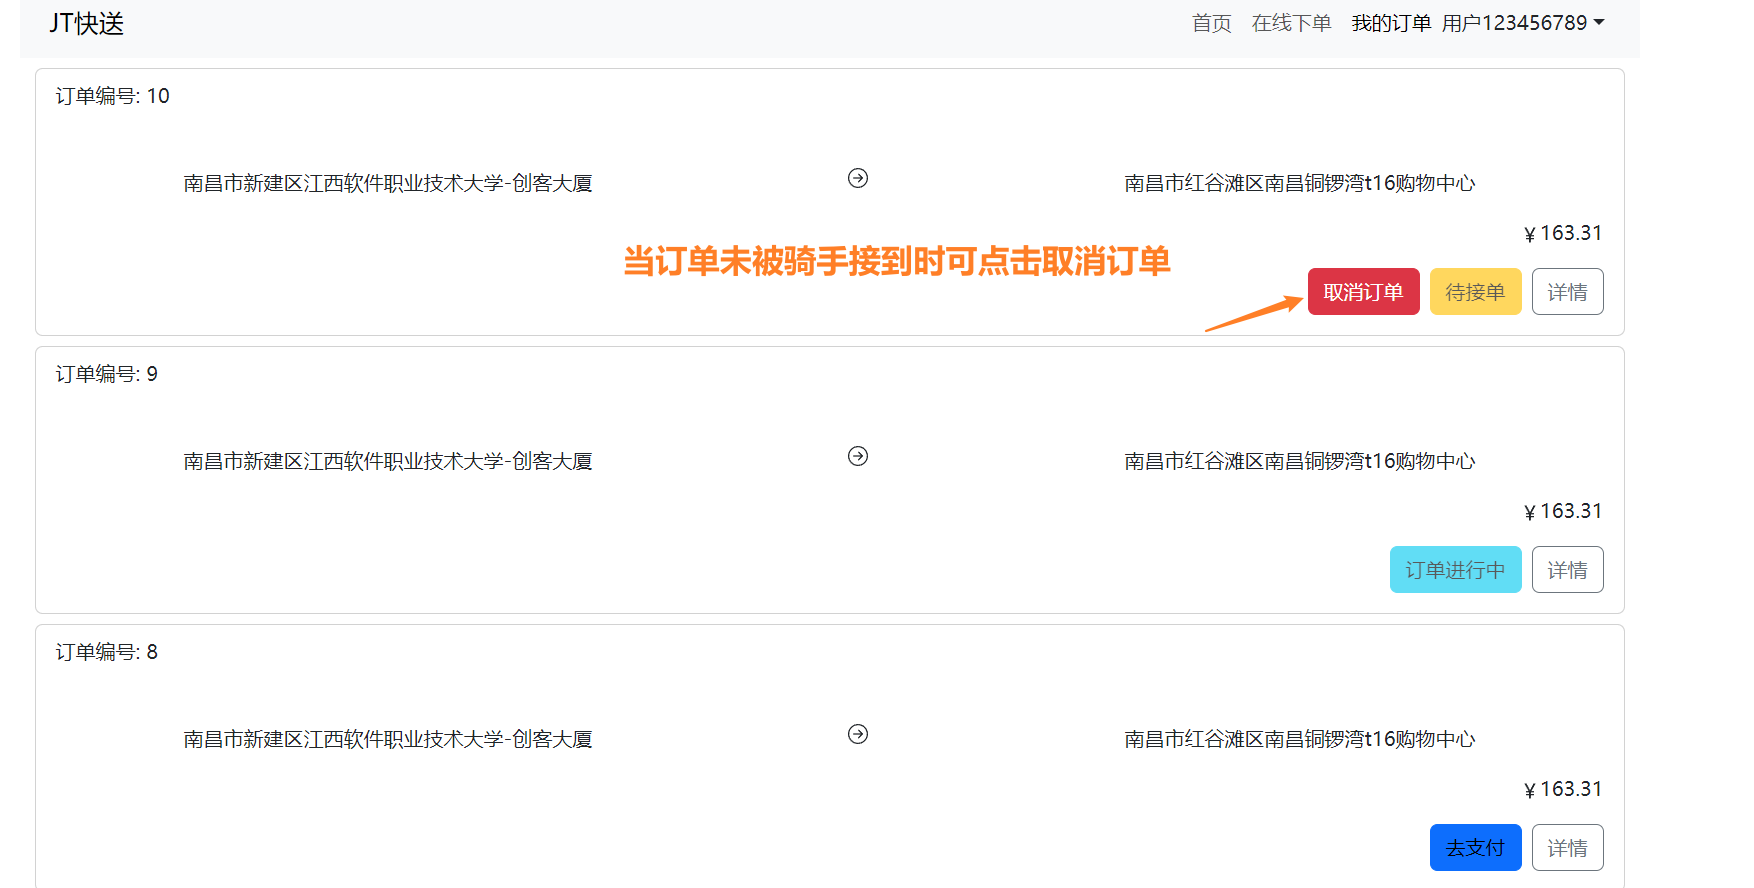 JT快送
首页 在线下单 我的订单 用户123456789
订单编号: 10
南昌市新建区江西软件职业技术大学-创客大厦 南昌市红谷滩区南昌铜锣湾t16购物中心
¥ 163.31
当订单未被骑手接到时可点击取消订单
取消订单 待接单 详情
订单编号: 9
南昌市新建区江西软件职业技术大学-创客大厦 南昌市红谷滩区南昌铜锣湾t16购物中心
¥ 163.31
订单进行中 详情
订单编号: 8
南昌市新建区江西软件职业技术大学-创客大厦 南昌市红谷滩区南昌铜锣湾t16购物中心
¥ 163.31
去支付 详情